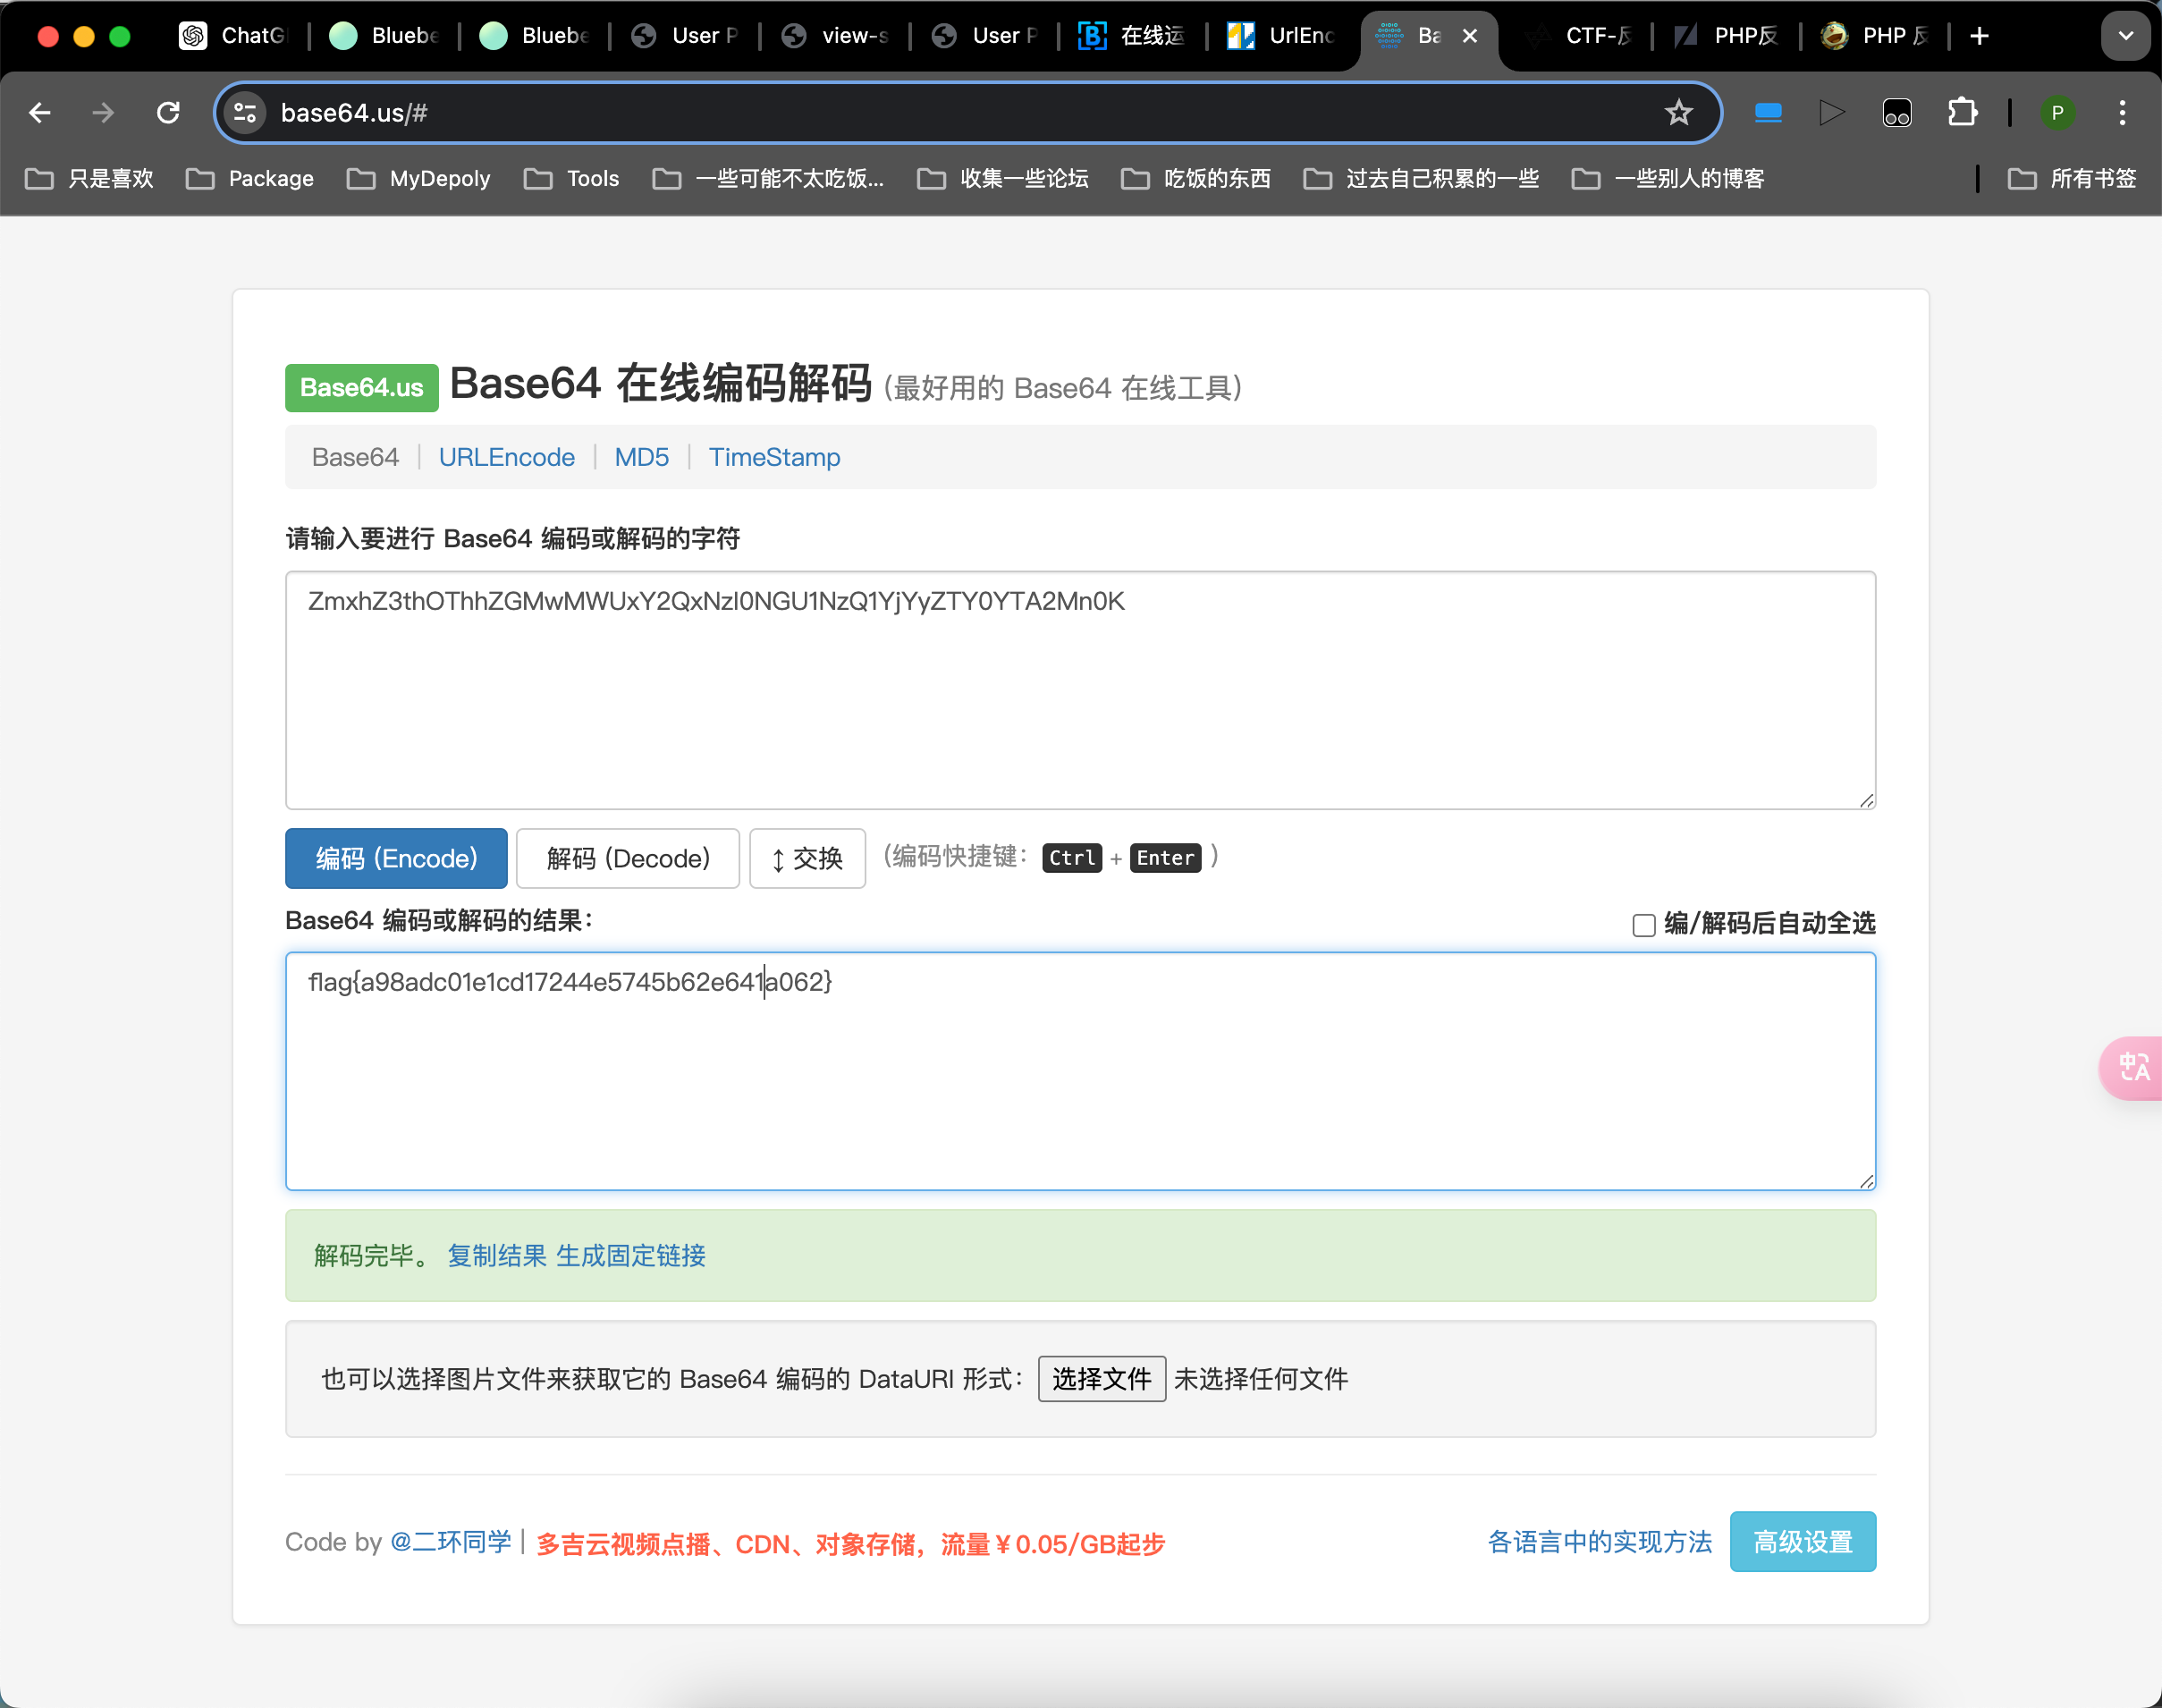 ChatG
Bluebe
Bluebe
User P
view-s
User P
在线运
UrlEnc
Ba
CTF-反
PHP反
PHP 反
base64.us/#
P
只是喜欢
Package
MyDepoly
Tools
一些可能不太吃饭...
收集一些论坛
吃饭的东西
过去自己积累的一些
一些别人的博客
所有书签
Base64.us Base64 在线编码解码 (最好用的 Base64 在线工具)
Base64 | URLEncode | MD5 | TimeStamp
请输入要进行 Base64 编码或解码的字符
ZmxhZ3thOThhZGMwMWUxY2QxNzI0NGU1NzQ1YjYyZTY0YTA2Mn0K
编码 (Encode) 解码 (Decode) ↕ 交换 (编码快捷键: Ctrl + Enter )
Base64 编码或解码的结果:
编/解码后自动全选
flag{a98adc01e1cd17244e5745b62e641a062}
解码完毕。 复制结果 生成固定链接
也可以选择图片文件来获取它的 Base64 编码的 DataURI 形式: 选择文件 未选择任何文件
Code by @二环同学 | 多吉云视频点播、CDN、对象存储，流量￥0.05/GB起步
各语言中的实现方法 高级设置
中A